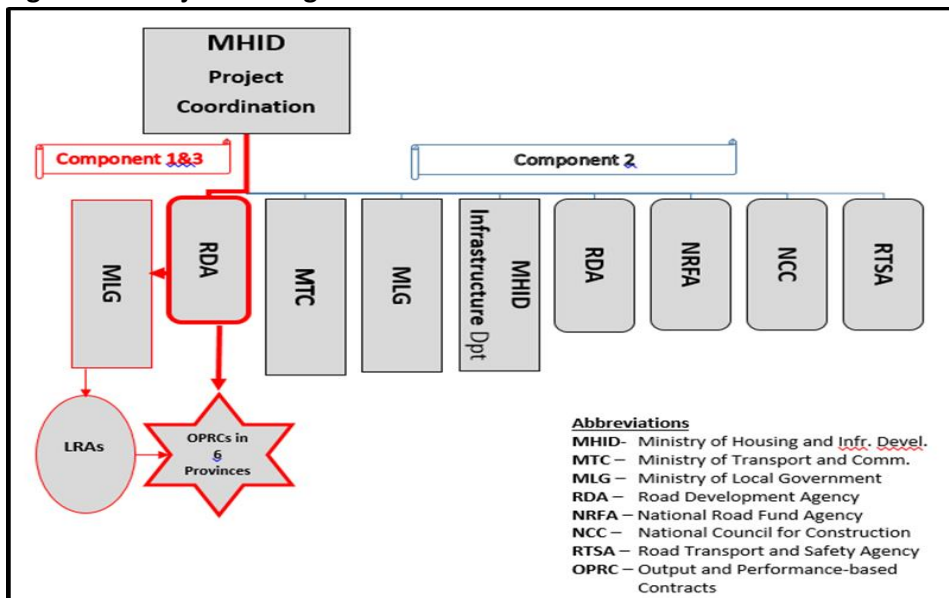 MHID
Project
Coordination
Component 1&3
Component 2
MLG
RDA
MTC
MLG
MHID
Infrastructure Dpt
RDA
NRFA
NCC
RTSA
LRAs
OPRCs in
6
Provinces
Abbreviations
MHID- Ministry of Housing and Infr. Devel.
MTC – Ministry of Transport and Comm.
MLG – Ministry of Local Government
RDA – Road Development Agency
NRFA – National Road Fund Agency
NCC – National Council for Construction
RTSA – Road Transport and Safety Agency
OPRC – Output and Performance-based
Contracts